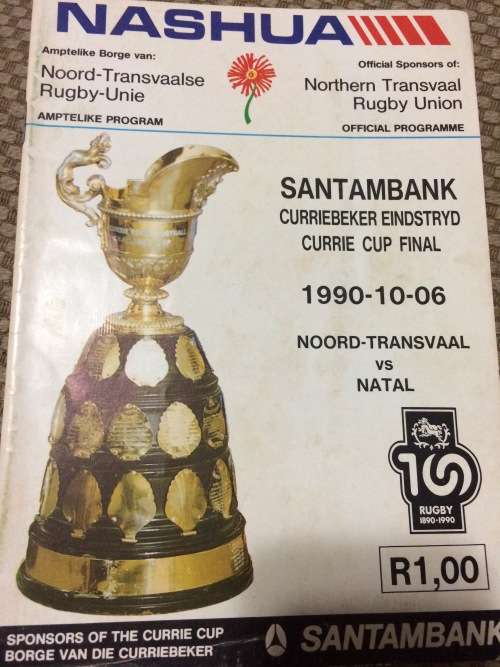 NASHUA
Amptelike Borge van:
Noord-Transvaalse
Rugby-Unie
AMPTELIKE PROGRAM
Official Sponsors of:
Northern Transvaal
Rugby Union
OFFICIAL PROGRAMME
SANTAMBANK
CURRIEBEKER EINDSTRYD
CURRIE CUP FINAL
1990-10-06
NOORD-TRANSVAAL
vs
NATAL
100
RUGBY
1890-1990
R1,00
SPONSORS OF THE CURRIE CUP
BORGE VAN DIE CURRIEBEKER
SANTAMBANK